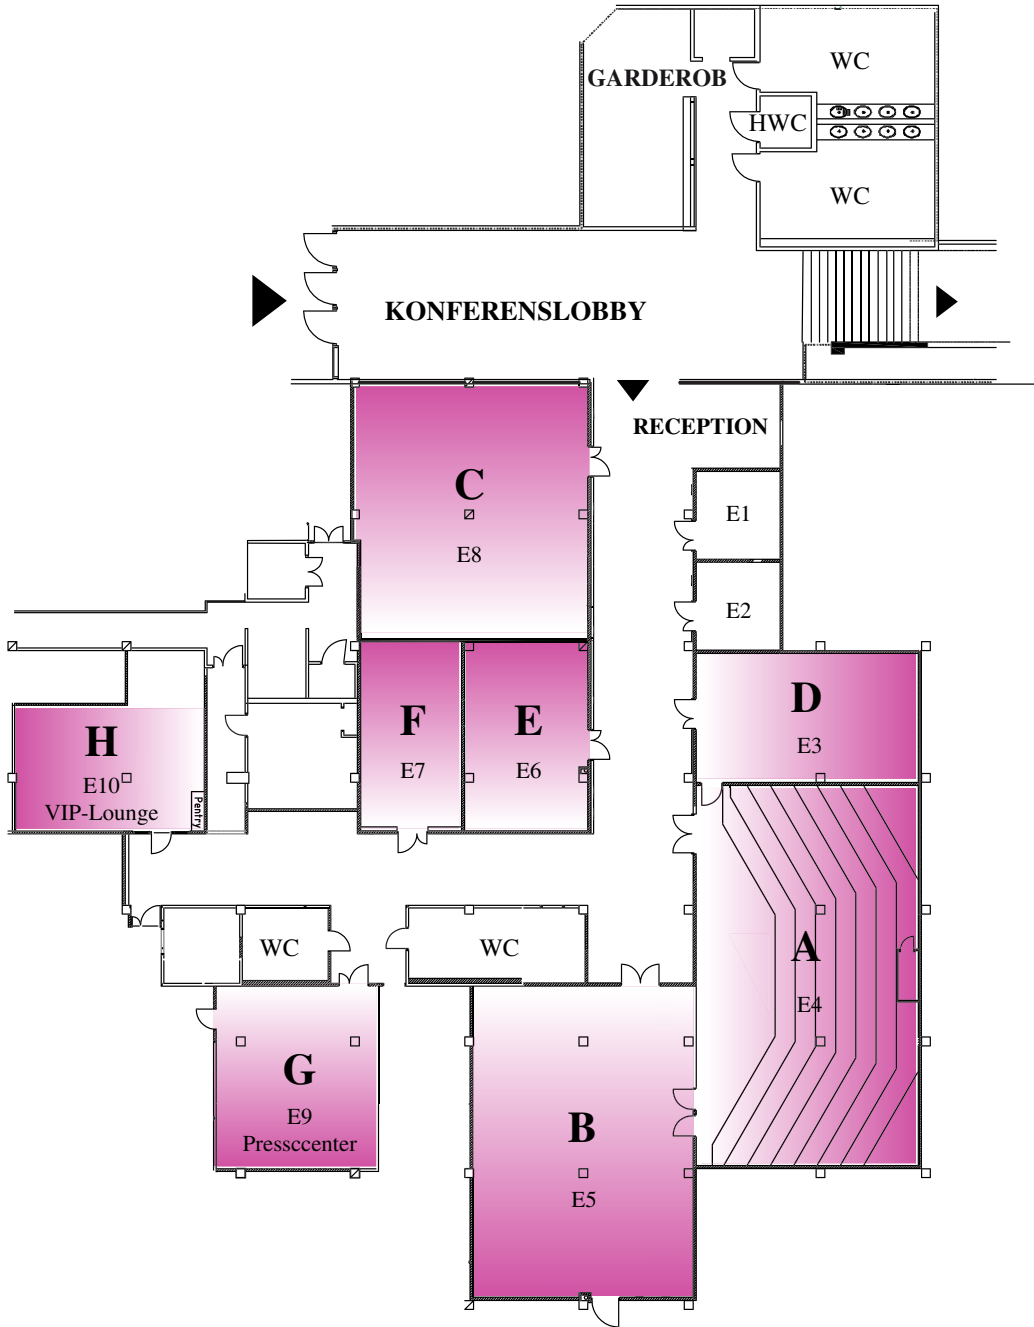 WC
GARDEROB
HWC
WC
KONFERENSLOBBY
RECEPTION
C
E1
E8
E2
F
E
D
H
E3
E7
E6
E10
VIP-Lounge
Pentry
WC
WC
A
E4
G
E9
Pressccenter
B
E5